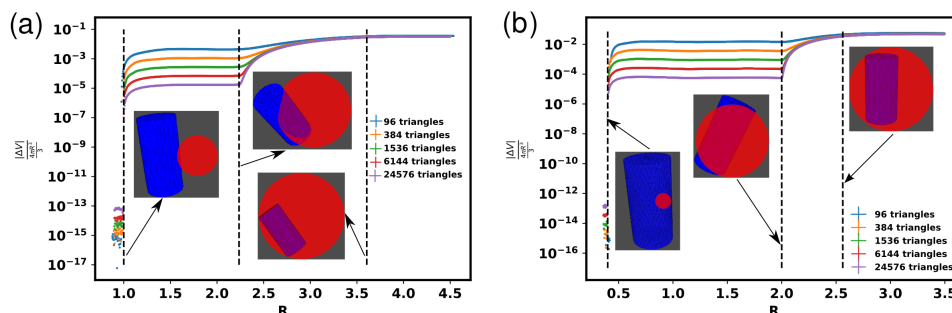 (a)
10⁻¹
10⁻³
10⁻⁵
10⁻⁷
10⁻⁹
10⁻¹¹
10⁻¹³
10⁻¹⁵
10⁻¹⁷
|ΔV|
4πR³
3
96 triangles
384 triangles
1536 triangles
6144 triangles
24576 triangles
1.0 1.5 2.0 2.5 3.0 3.5 4.0 4.5
R
(b)
10⁻²
10⁻⁴
10⁻⁶
10⁻⁸
10⁻¹⁰
10⁻¹²
10⁻¹⁴
10⁻¹⁶
|ΔV|
4πR³
3
96 triangles
384 triangles
1536 triangles
6144 triangles
24576 triangles
0.5 1.0 1.5 2.0 2.5 3.0 3.5
R